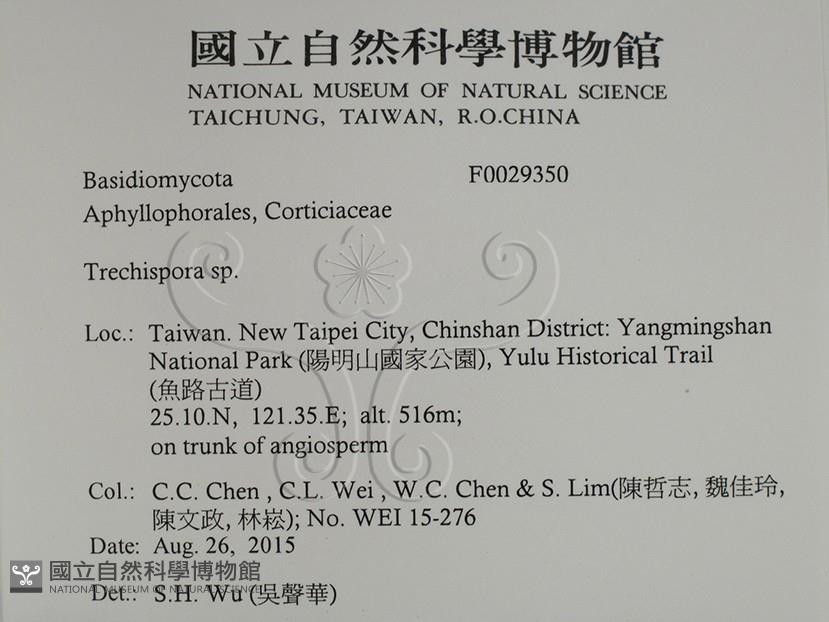 國立自然科學博物館
NATIONAL MUSEUM OF NATURAL SCIENCE
TAICHUNG, TAIWAN, R.O.CHINA
Basidiomycota F0029350
Aphyllophorales, Corticiaceae
Trechispora sp.
Loc.: Taiwan. New Taipei City, Chinshan District: Yangmingshan
National Park (陽明山國家公園), Yulu Historical Trail
(魚路古道)
25.10.N, 121.35.E; alt. 516m;
on trunk of angiosperm
Col.: C.C. Chen , C.L. Wei , W.C. Chen & S. Lim(陳哲志, 魏佳玲,
陳文政, 林崧); No. WEI 15-276
Date: Aug. 26, 2015
國立自然科學博物館
NATIONAL MUSEUM OF NATURAL SCIENCE
Det.: S.H. Wu (吳聲華)